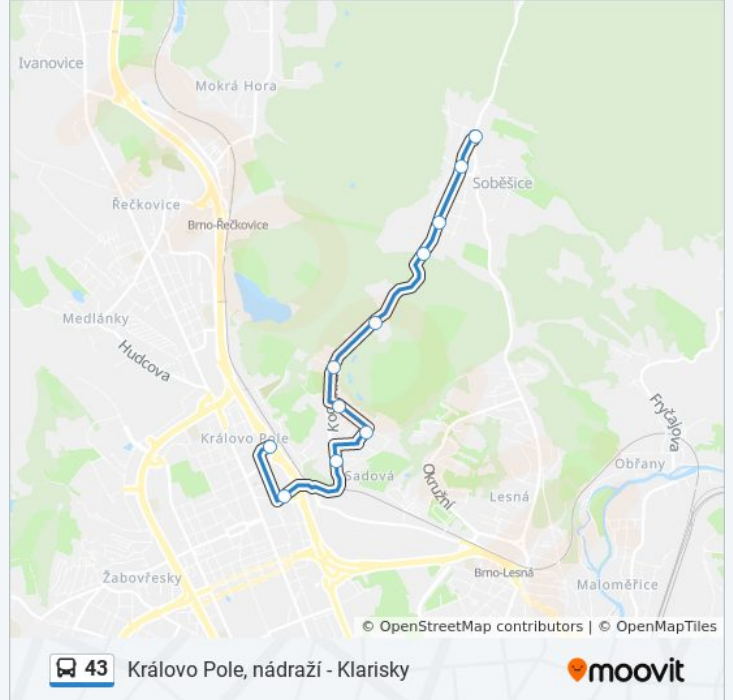 Ivanovice
Mokrá Hora
Soběšice
Řečkovice
Brno-Řečkovice
Medlánky
Hudcova
Fryčajova
Královo Pole
Obřany
Sadová
Okružní
Lesná
Brno-Lesná
Žabovřesky
Maloměřice
© OpenStreetMap contributors | © OpenMapTiles
43 Královo Pole, nádraží - Klarisky
moovit